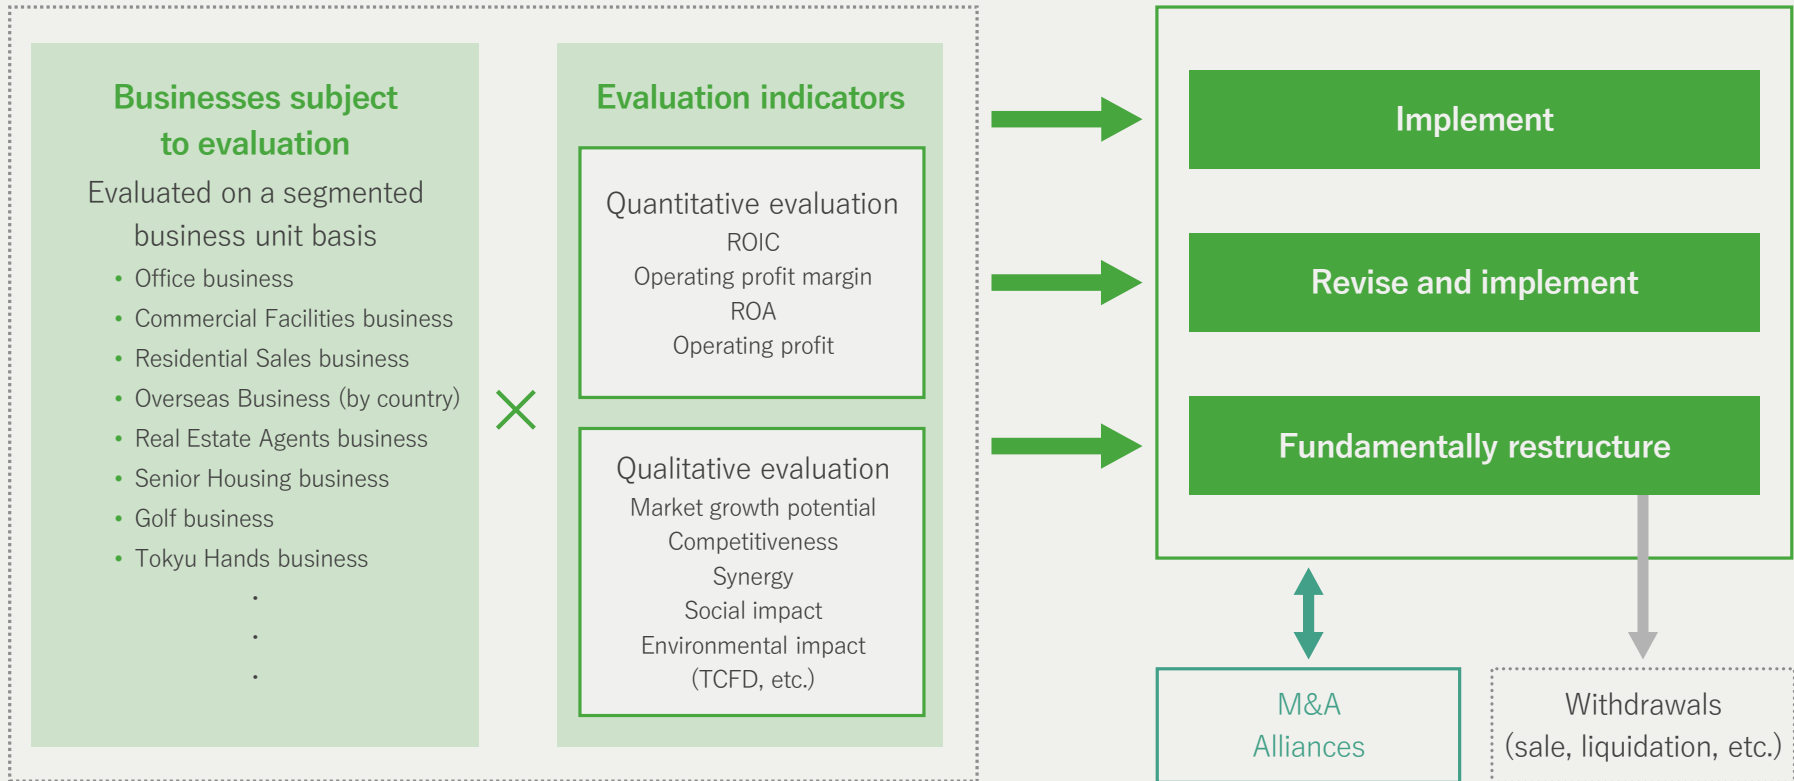 Businesses subject
to evaluation
Evaluated on a segmented
business unit basis
• Office business
• Commercial Facilities business
• Residential Sales business
• Overseas Business (by country)
• Real Estate Agents business
• Senior Housing business
• Golf business
• Tokyu Hands business
.
.
.
×
Evaluation indicators
Quantitative evaluation
ROIC
Operating profit margin
ROA
Operating profit
Qualitative evaluation
Market growth potential
Competitiveness
Synergy
Social impact
Environmental impact
(TCFD, etc.)
Implement
Revise and implement
Fundamentally restructure
M&A
Alliances
Withdrawals
(sale, liquidation, etc.)